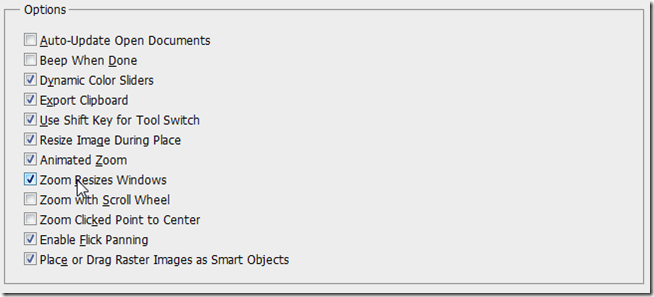 Options
Auto-Update Open Documents
Beep When Done
Dynamic Color Sliders
Export Clipboard
Use Shift Key for Tool Switch
Resize Image During Place
Animated Zoom
Zoom Resizes Windows
Zoom with Scroll Wheel
Zoom Clicked Point to Center
Enable Flick Panning
Place or Drag Raster Images as Smart Objects